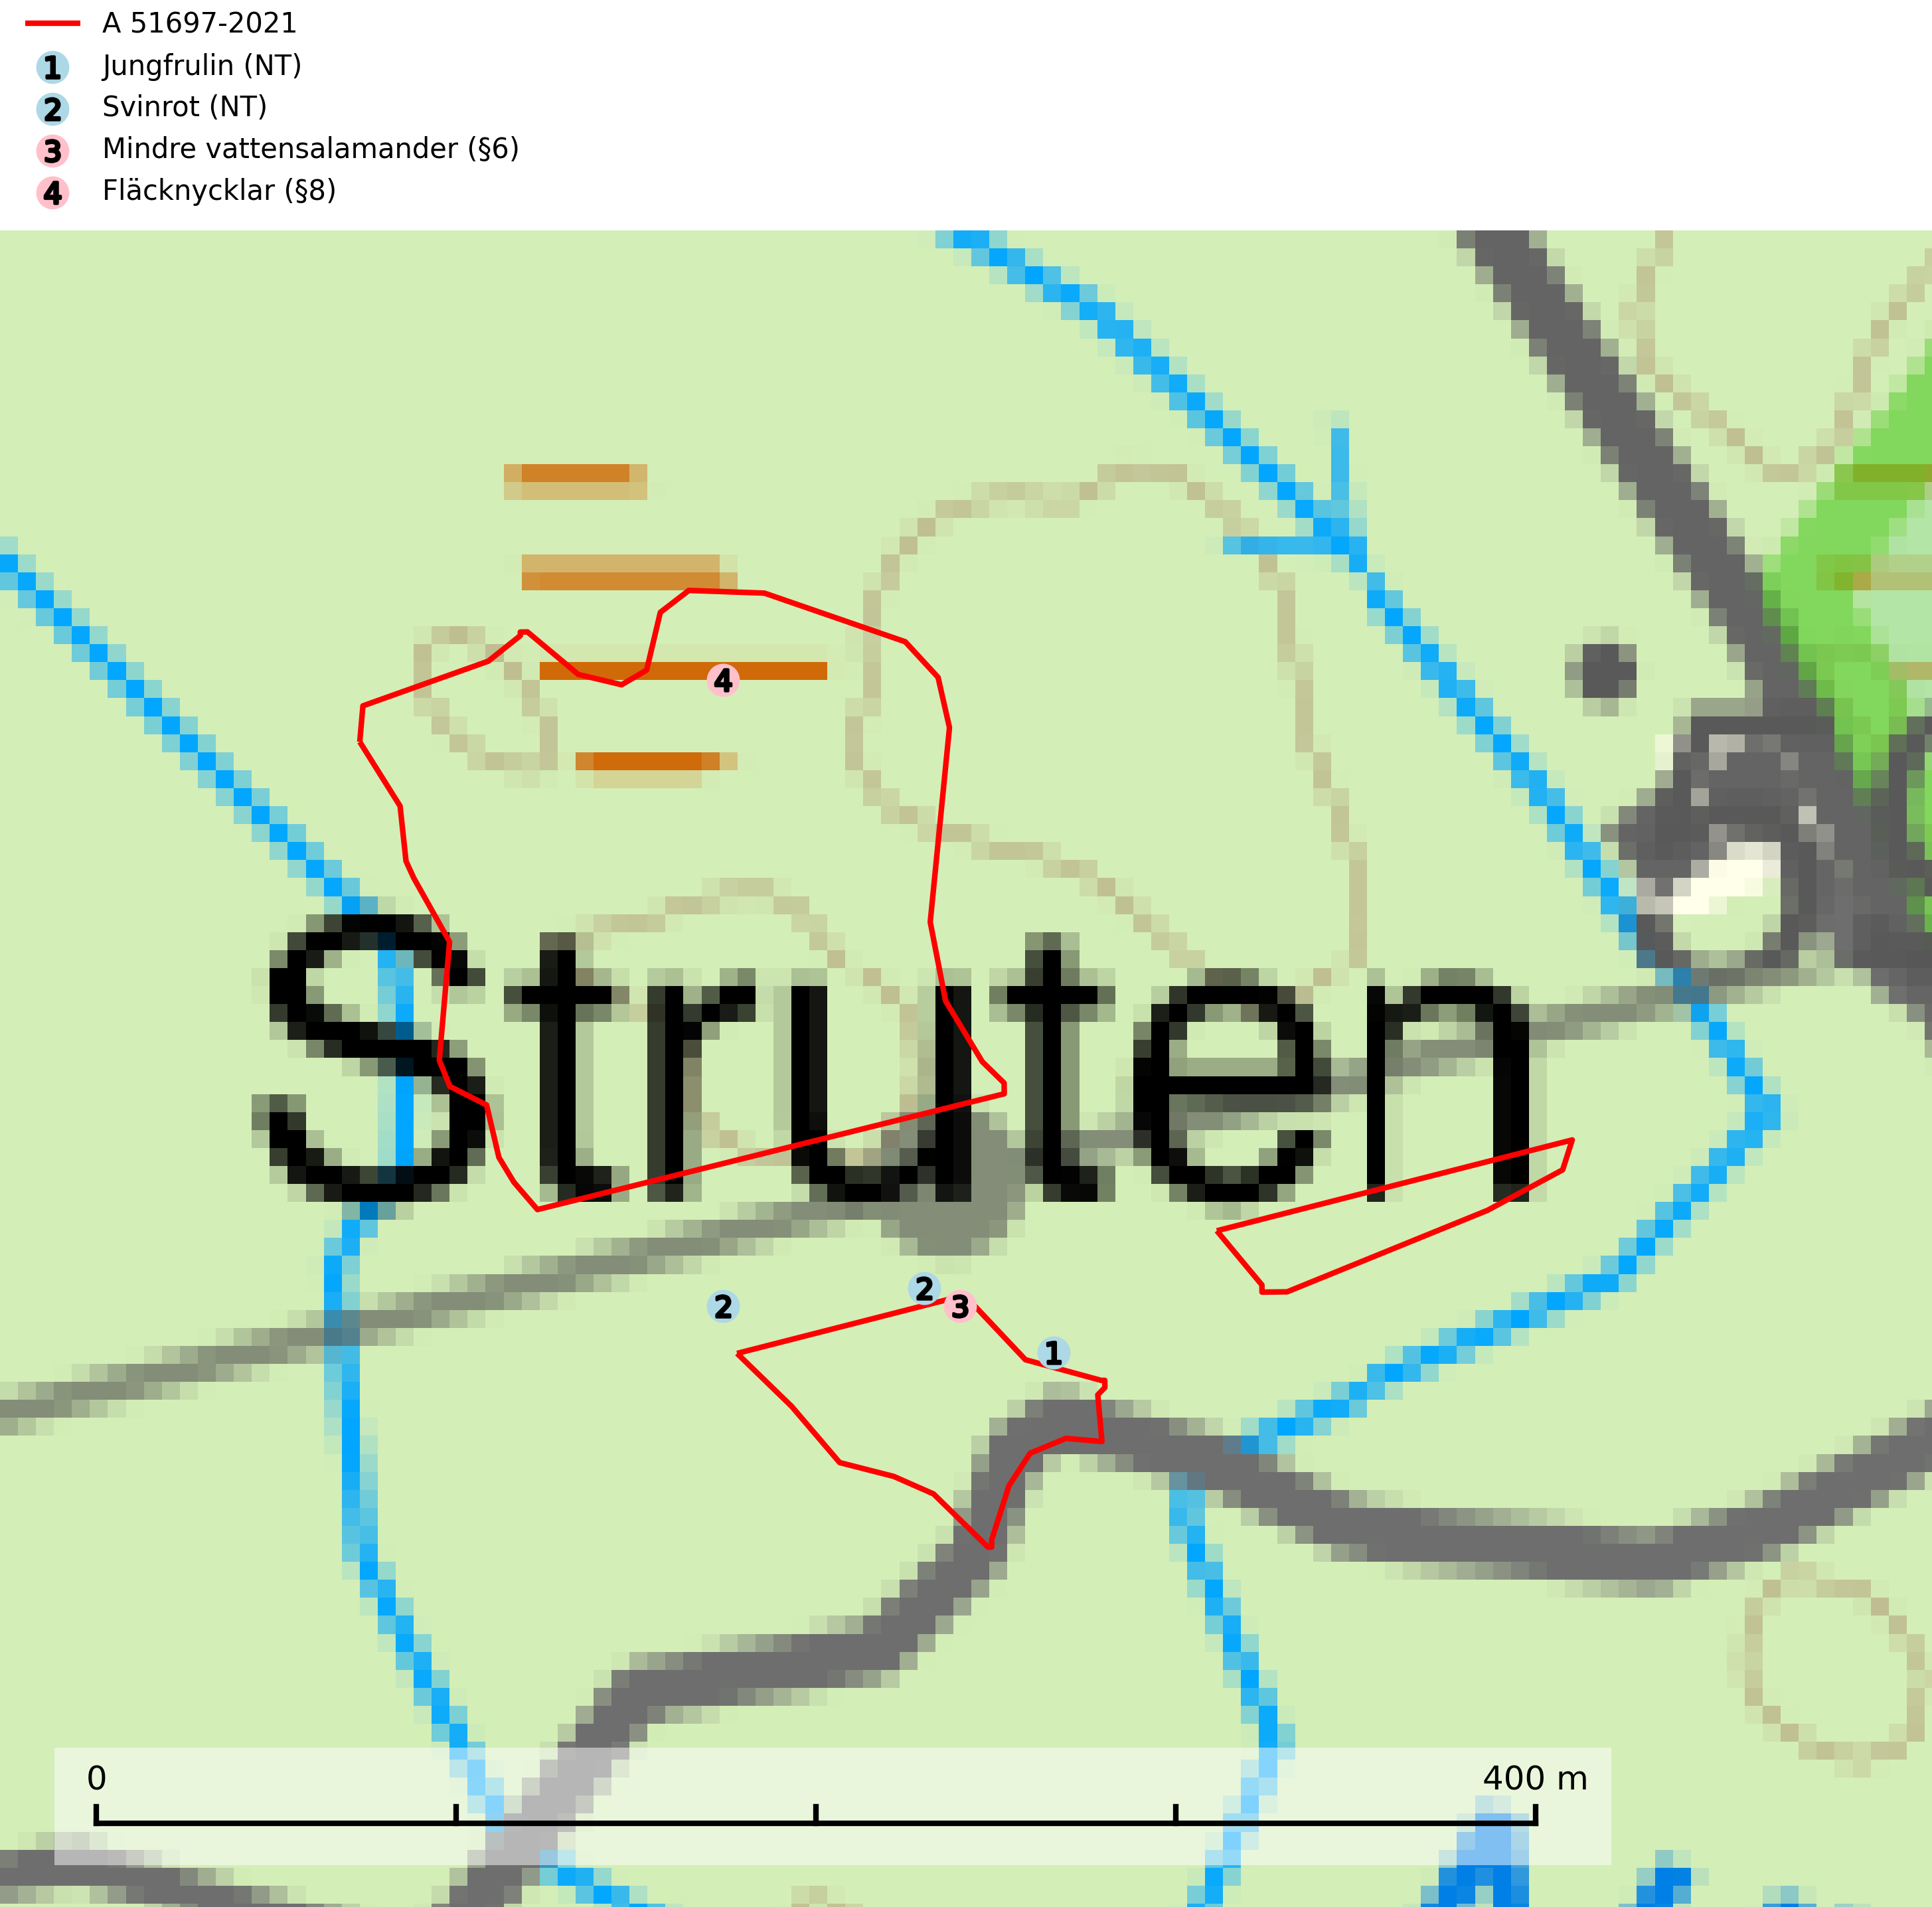 A 51697-2021
1 Jungfrulin (NT)
2 Svinrot (NT)
3 Mindre vattensalamander (§6)
4 Fläcknycklar (§8)
4
Struten
2
2
3
1
0 400 m